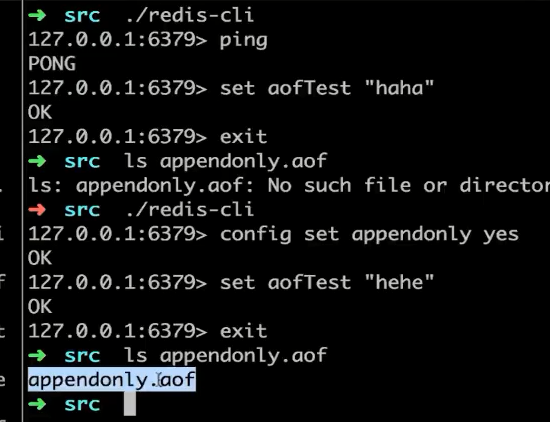 ➜ src ./redis-cli
127.0.0.1:6379> ping
PONG
127.0.0.1:6379> set aofTest "haha"
OK
127.0.0.1:6379> exit
➜ src ls appendonly.aof
ls: appendonly.aof: No such file or director
➜ src ./redis-cli
127.0.0.1:6379> config set appendonly yes
OK
127.0.0.1:6379> set aofTest "hehe"
OK
127.0.0.1:6379> exit
➜ src ls appendonly.aof
appendonly.aof
➜ src